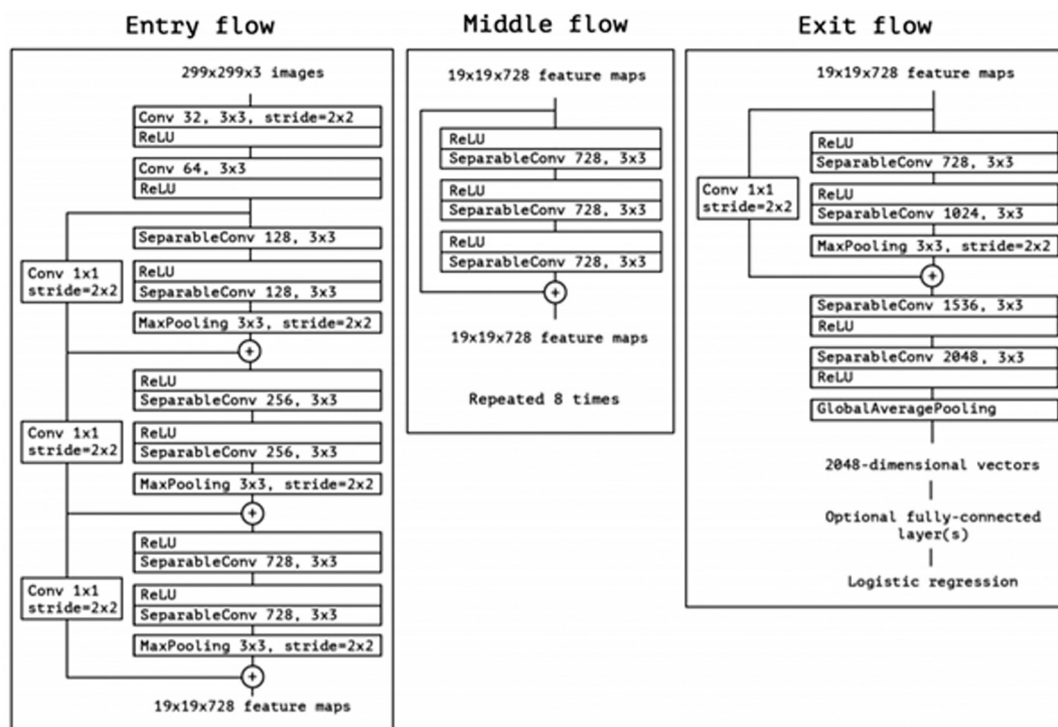 Entry flow
299x299x3 images
Conv 32, 3x3, stride=2x2
ReLU
Conv 64, 3x3
ReLU
SeparableConv 128, 3x3
Conv 1x1
stride=2x2
ReLU
SeparableConv 128, 3x3
MaxPooling 3x3, stride=2x2
+
ReLU
SeparableConv 256, 3x3
Conv 1x1
stride=2x2
ReLU
SeparableConv 256, 3x3
MaxPooling 3x3, stride=2x2
+
ReLU
SeparableConv 728, 3x3
Conv 1x1
stride=2x2
ReLU
SeparableConv 728, 3x3
MaxPooling 3x3, stride=2x2
+
19x19x728 feature maps
Middle flow
19x19x728 feature maps
ReLU
SeparableConv 728, 3x3
ReLU
SeparableConv 728, 3x3
ReLU
SeparableConv 728, 3x3
+
19x19x728 feature maps
Repeated 8 times
Exit flow
19x19x728 feature maps
ReLU
SeparableConv 728, 3x3
Conv 1x1
stride=2x2
ReLU
SeparableConv 1024, 3x3
MaxPooling 3x3, stride=2x2
+
SeparableConv 1536, 3x3
ReLU
SeparableConv 2048, 3x3
ReLU
GlobalAveragePooling
2048-dimensional vectors
Optional fully-connected
layer(s)
Logistic regression